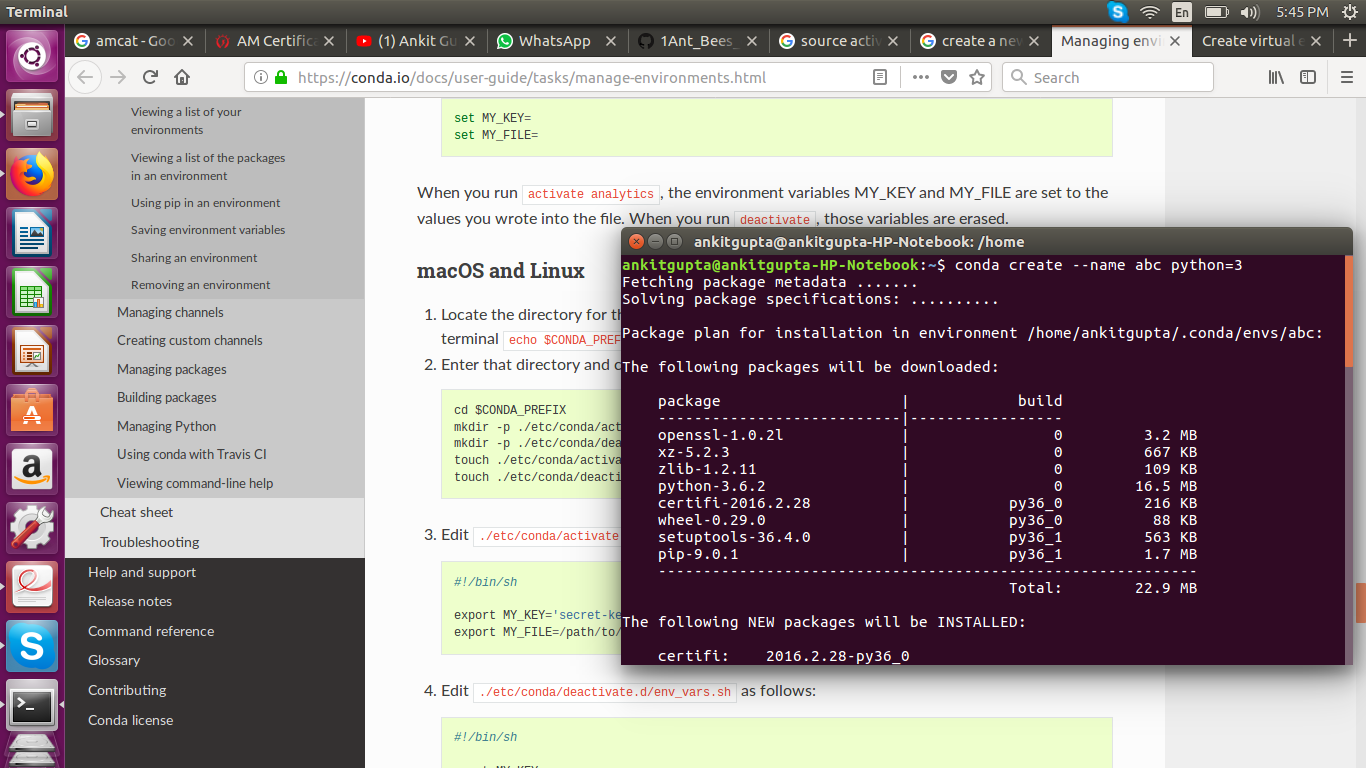 Terminal
En
5:45 PM
amcat - Goo
AM Certific
(1) Ankit Gu
WhatsApp
1Ant_Bees_
source activ
create a nev
Managing envi
Create virtual e
https://conda.io/docs/user-guide/tasks/manage-environments.html
Search
Viewing a list of your
environments
Viewing a list of the packages
in an environment
Using pip in an environment
Saving environment variables
Sharing an environment
Removing an environment
Managing channels
Creating custom channels
Managing packages
Building packages
Managing Python
Using conda with Travis CI
Viewing command-line help
Cheat sheet
Troubleshooting
Help and support
Release notes
Command reference
Glossary
Contributing
Conda license
set MY_KEY=
set MY_FILE=
When you run activate analytics, the environment variables MY_KEY and MY_FILE are set to the
values you wrote into the file. When you run deactivate, those variables are erased.
macOS and Linux
1. Locate the directory for th
terminal echo $CONDA_PREF
2. Enter that directory and c
cd $CONDA_PREFIX
mkdir -p ./etc/conda/act
mkdir -p ./etc/conda/dea
touch ./etc/conda/activa
touch ./etc/conda/deacti
3. Edit ./etc/conda/activate
#!/bin/sh
export MY_KEY='secret-ke
export MY_FILE=/path/to/
4. Edit ./etc/conda/deactivate.d/env_vars.sh as follows:
#!/bin/sh
ankitgupta@ankitgupta-HP-Notebook: /home
ankitgupta@ankitgupta-HP-Notebook:~$ conda create --name abc python=3
Fetching package metadata .......
Solving package specifications: ..........
Package plan for installation in environment /home/ankitgupta/.conda/envs/abc:
The following packages will be downloaded:
package | build
---------------------------|-----------------
openssl-1.0.2l | 0 3.2 MB
xz-5.2.3 | 0 667 KB
zlib-1.2.11 | 0 109 KB
python-3.6.2 | 0 16.5 MB
certifi-2016.2.28 | py36_0 216 KB
wheel-0.29.0 | py36_0 88 KB
setuptools-36.4.0 | py36_1 563 KB
pip-9.0.1 | py36_1 1.7 MB
------------------------------------------------------------
Total: 22.9 MB
The following NEW packages will be INSTALLED:
certifi: 2016.2.28-py36_0